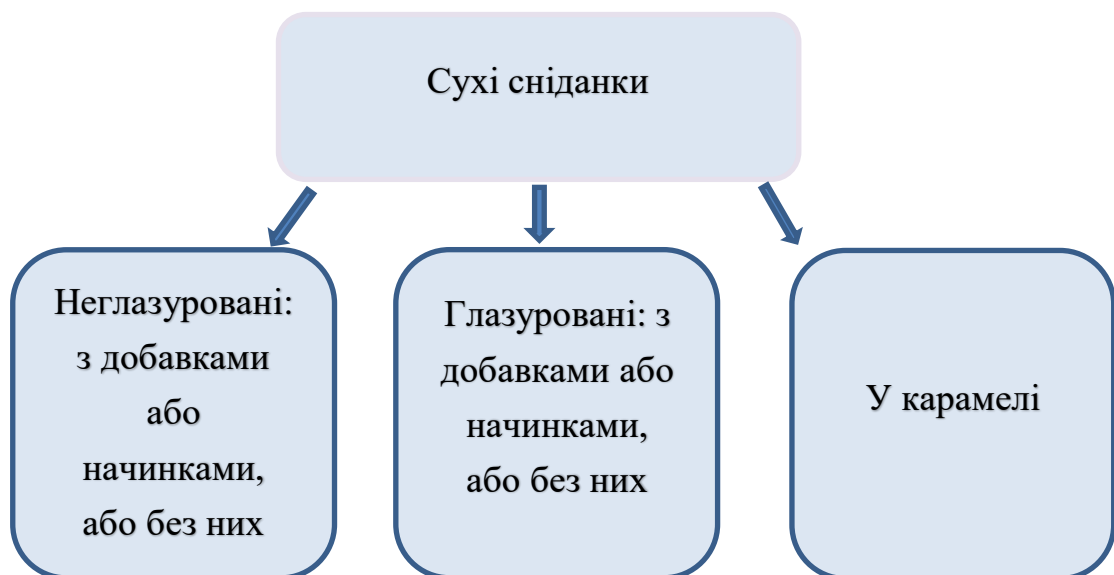 Сухі сніданки
Неглазуровані:
з добавками
або
начинками,
або без них
Глазуровані: з
добавками або
начинками,
або без них
У карамелі